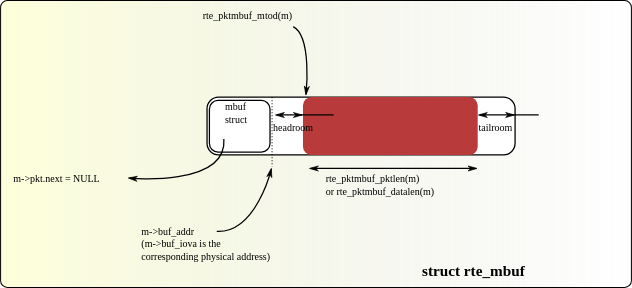 rte_pktmbuf_mtod(m)
mbuf
struct
headroom
tailroom
m->pkt.next = NULL
rte_pktmbuf_pktlen(m)
or rte_pktmbuf_datalen(m)
m->buf_addr
(m->buf_iova is the
corresponding physical address)
struct rte_mbuf